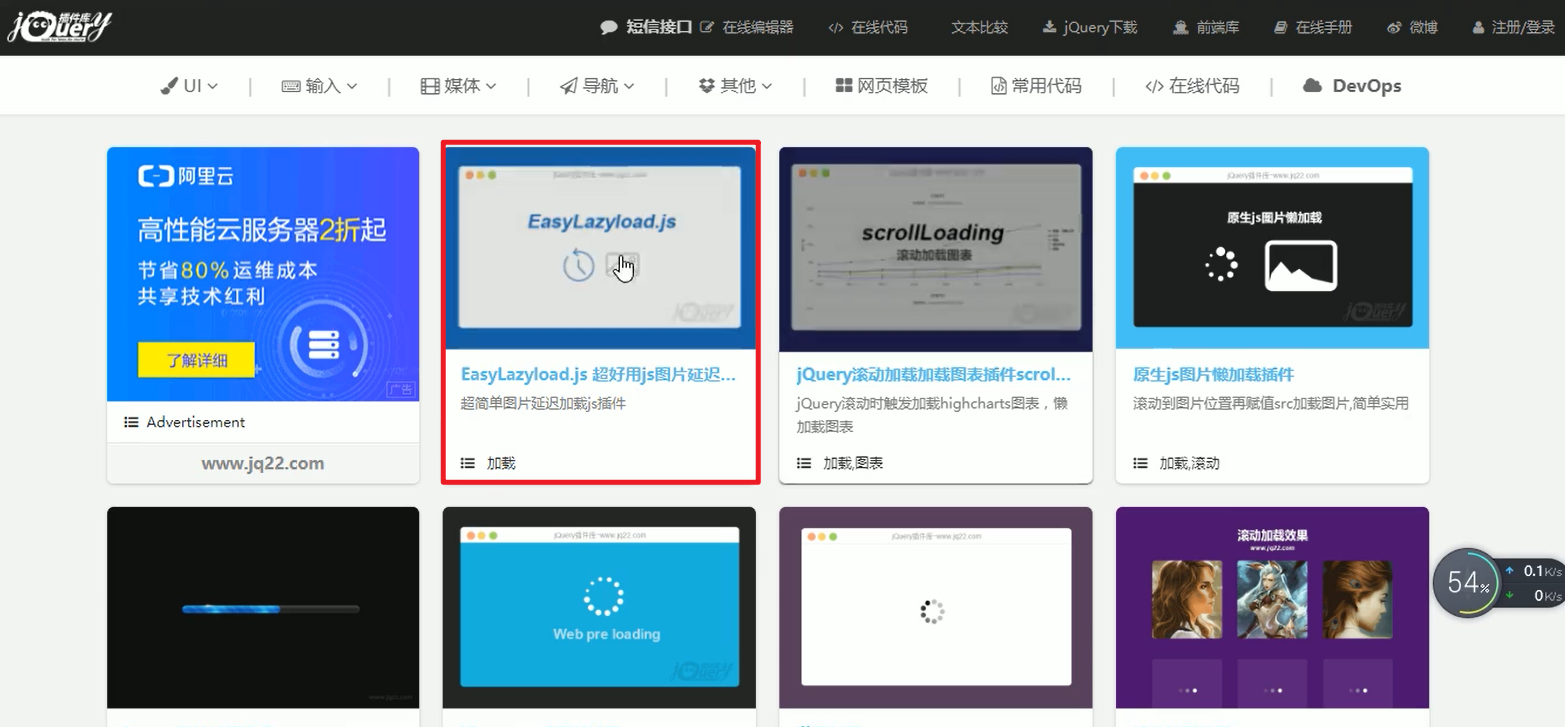 jQuery 插件库
短信接口 在线编辑器 在线代码 文本比较 jQuery下载 前端库 在线手册 微博 注册/登录
UI 输入 媒体 导航 其他 网页模板 常用代码 在线代码 DevOps
阿里云
高性能云服务器2折起
节省80%运维成本
共享技术红利
了解详细
广告
Advertisement
www.jq22.com
EasyLazyload.js
jQuery
EasyLazyload.js 超好用js图片延迟...
超简单图片延迟加载js插件
加载
scrollLoading
滚动加载图表
jQuery
jQuery滚动加载加载图表插件scrol...
jQuery滚动时触发加载highcharts图表，懒
加载图表
加载,图表
jQuery插件库-www.jq22.com
原生js图片懒加载
jQuery
原生js图片懒加载插件
滚动到图片位置再赋值src加载图片,简单实用
加载,滚动
www.jq22.com
jQuery插件库-www.jq22.com
Web pre loading
jQuery
jQuery插件库-www.jq22.com
滚动加载效果
www.jq22.com
54%
0.1K/s
0K/s